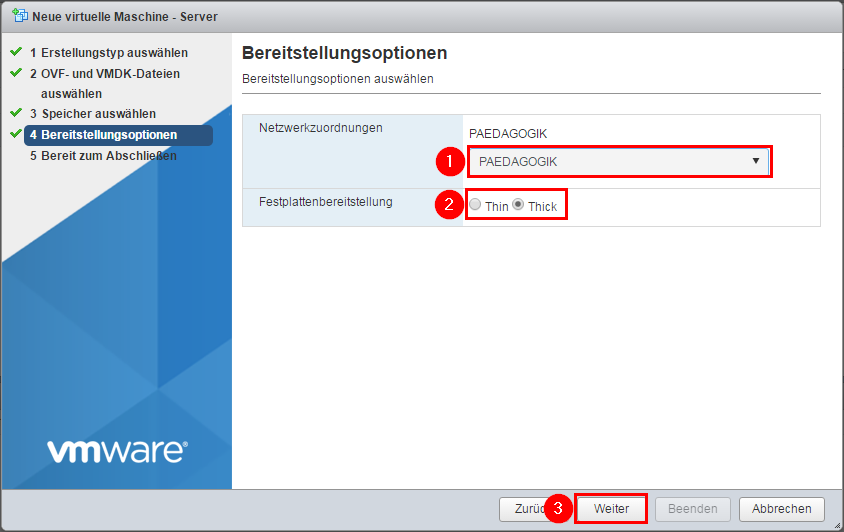 Neue virtuelle Maschine - Server
1 Erstellungstyp auswählen
2 OVF- und VMDK-Dateien
auswählen
3 Speicher auswählen
4 Bereitstellungsoptionen
5 Bereit zum Abschließen
Bereitstellungsoptionen
Bereitstellungsoptionen auswählen
Netzwerkzuordnungen
PAEDAGOGIK
1
PAEDAGOGIK
Festplattenbereitstellung
2
Thin
Thick
vmware®
3
Weiter
Beenden
Abbrechen